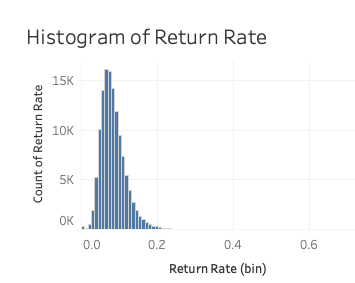 Histogram of Return Rate
Count of Return Rate
15K
10K
5K
0K
0.0 0.2 0.4 0.6
Return Rate (bin)